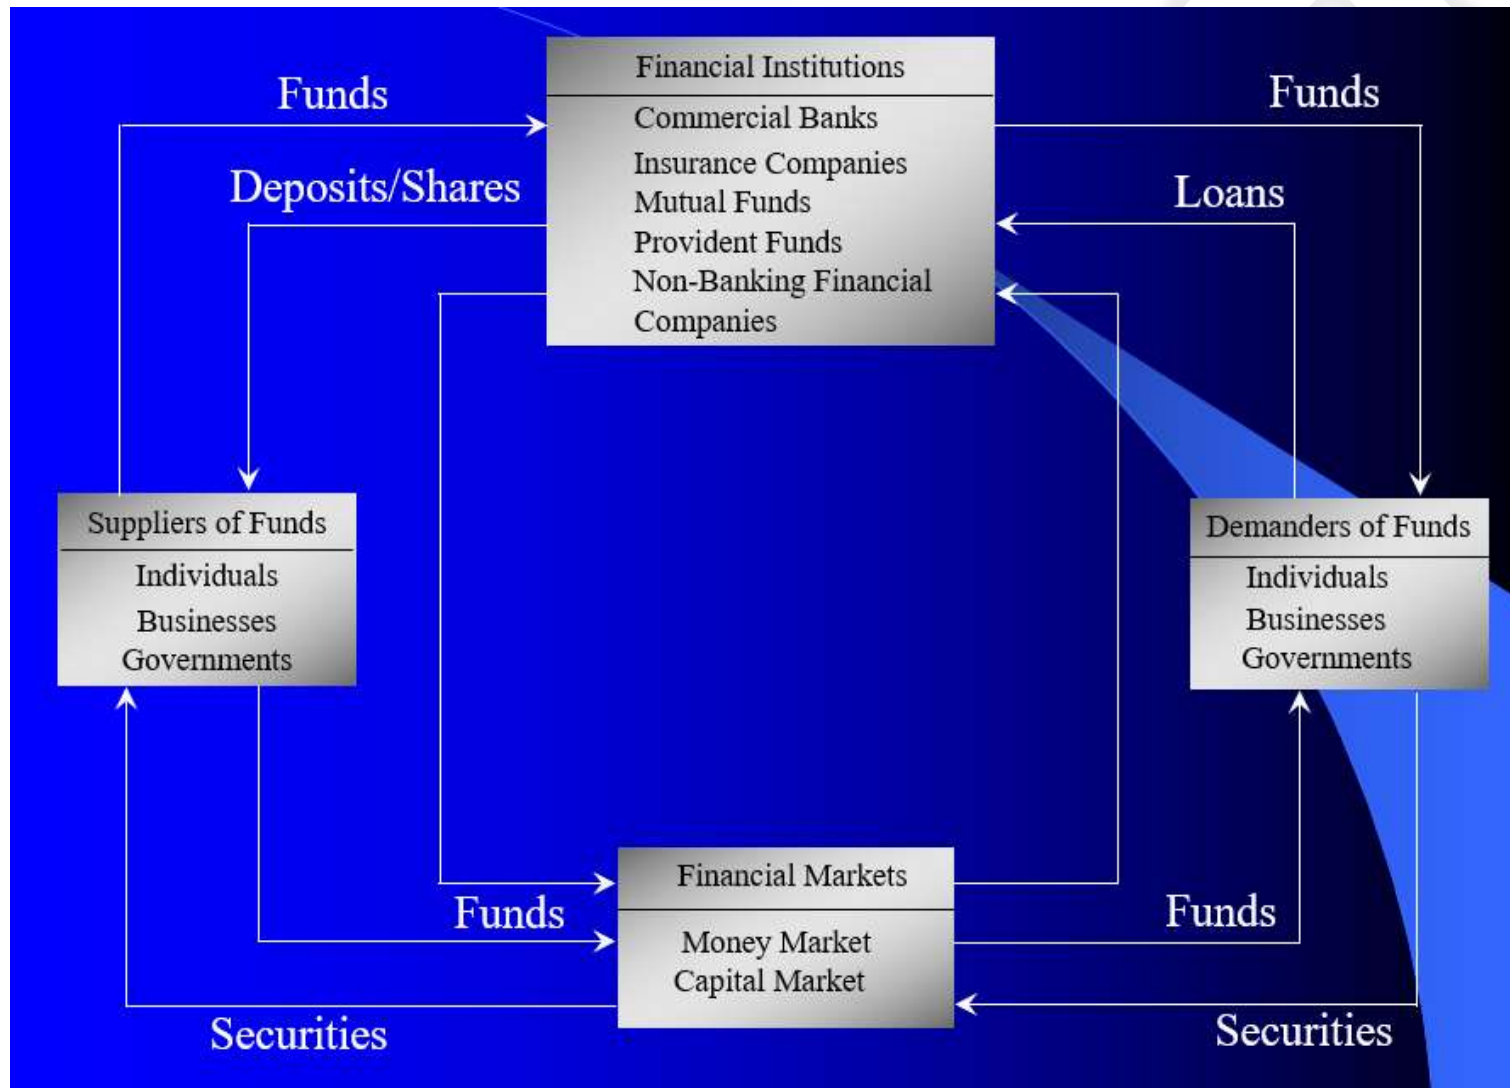 Financial Institutions
Commercial Banks
Insurance Companies
Mutual Funds
Provident Funds
Non-Banking Financial
Companies
Funds
Deposits/Shares
Funds
Loans
Suppliers of Funds
Individuals
Businesses
Governments
Demanders of Funds
Individuals
Businesses
Governments
Financial Markets
Money Market
Capital Market
Funds
Securities
Funds
Securities